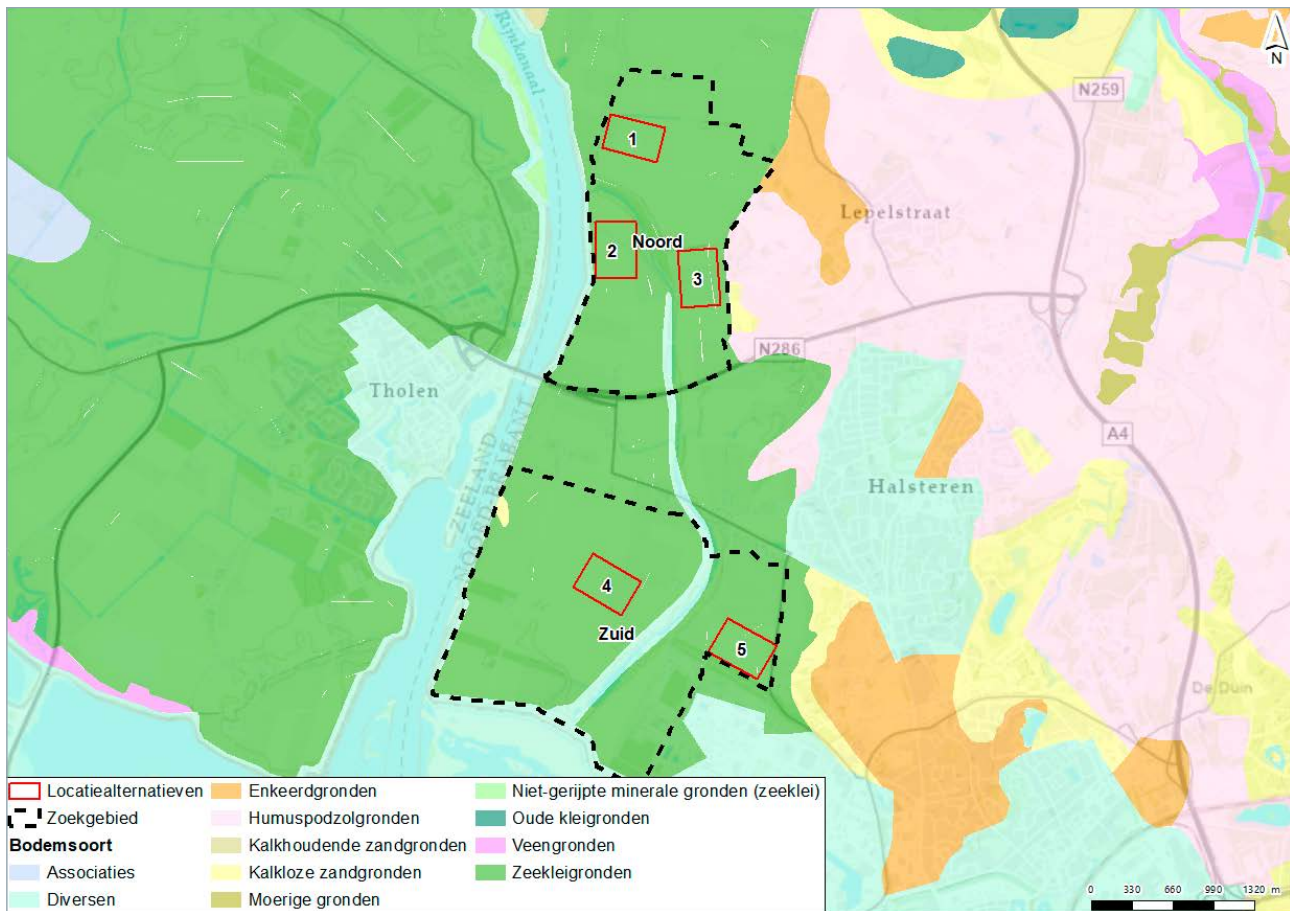 Rijnkanaal
N
N259
1
Lepelstraat
2
Noord
3
N286
Tholen
ZEELAND
NOORD-BRABANT
A4
Halsteren
4
Zuid
5
De Duin
Locatiealternatieven
Zoekgebied
Bodemsoort
Associaties
Diversen
Enkeerdgronden
Humuspodzolgronden
Kalkhoudende zandgronden
Kalkloze zandgronden
Moerige gronden
Niet-gerijpte minerale gronden (zeeklei)
Oude kleigronden
Veengronden
Zeekleigronden
0 330 660 990 1320 m